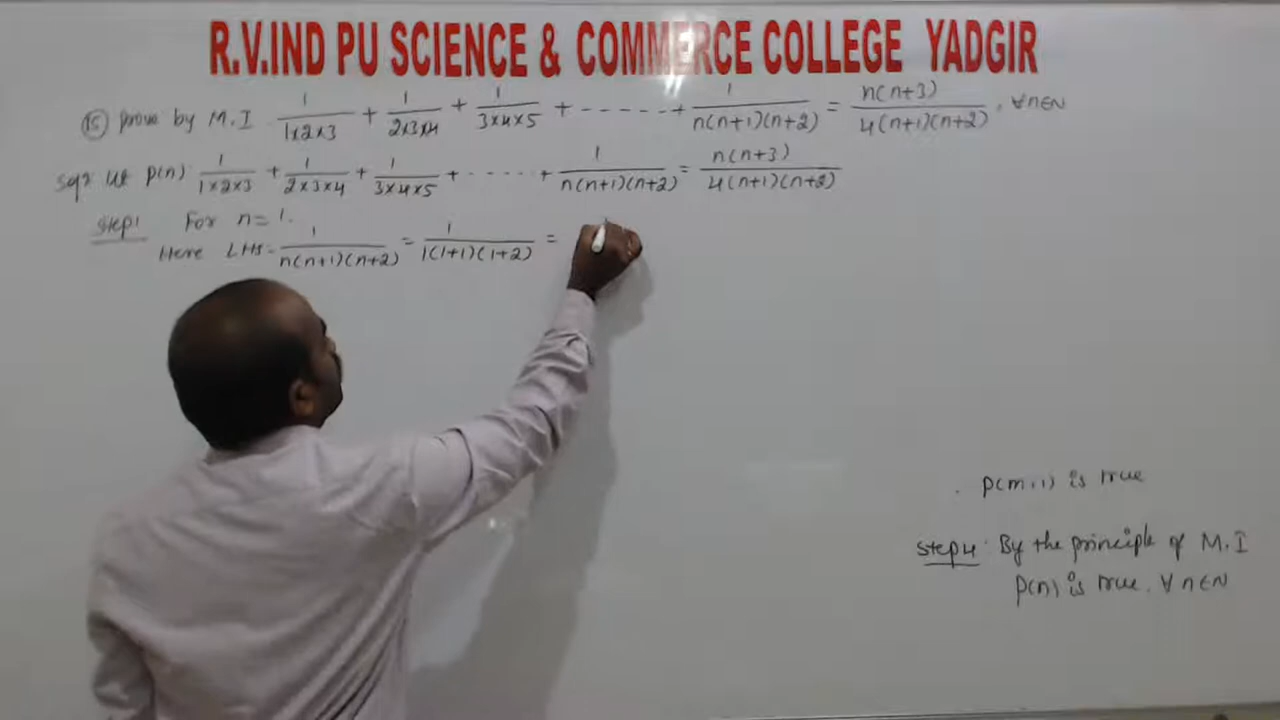 R.V.IND PU SCIENCE & COMMERCE COLLEGE YADGIR
(15) prove by M.I 1/(1×2×3) + 1/(2×3×4) + 1/(3×4×5) + ------ + 1/(n(n+1)(n+2)) = n(n+3)/(4(n+1)(n+2)) . ∀n∈N
let p(n) 1/(1×2×3) + 1/(2×3×4) + 1/(3×4×5) + ----- + 1/(n(n+1)(n+2)) = n(n+3)/(4(n+1)(n+2))
Step1 For n=1.
Here LHS= 1/(n(n+1)(n+2)) = 1/(1(1+1)(1+2)) =
p(m+1) is true
Step4: By the principle of M.I
p(n) is true. ∀ n∈N